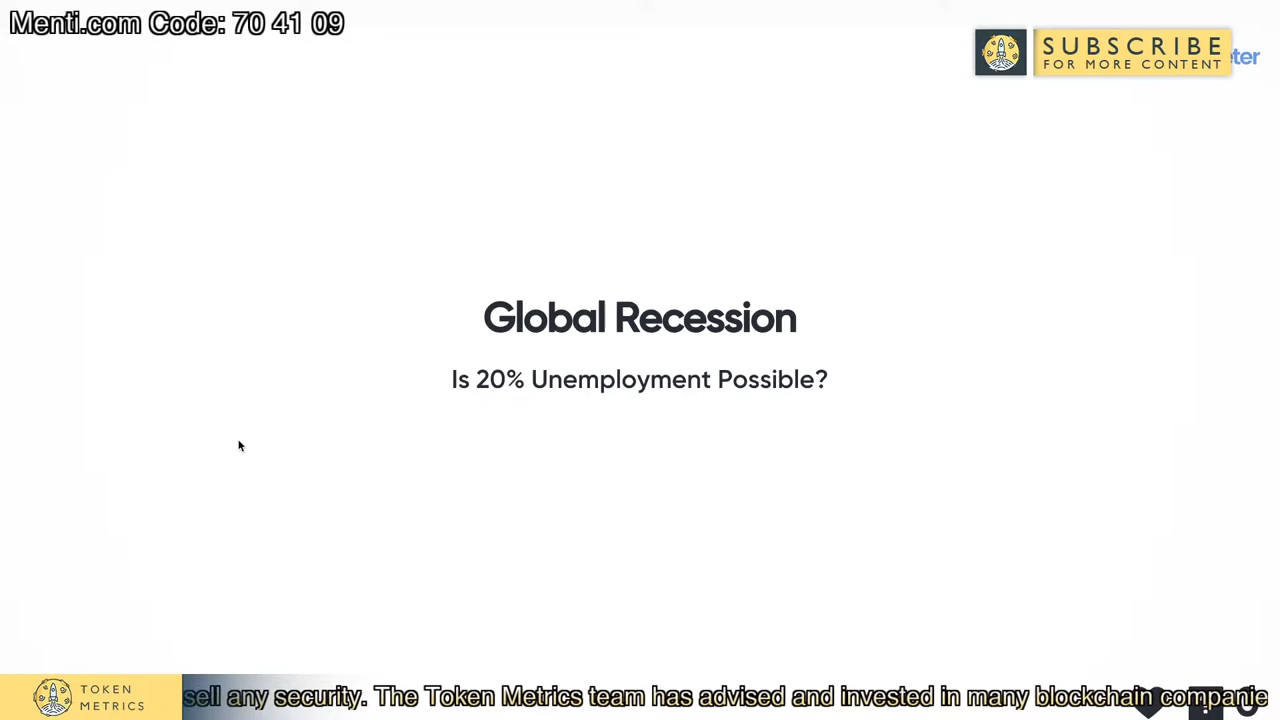 Menti.com Code: 70 41 09
SUBSCRIBE
FOR MORE CONTENT
eter
Global Recession
Is 20% Unemployment Possible?
TOKEN
METRICS
sell any security. The Token Metrics team has advised and invested in many blockchain companie